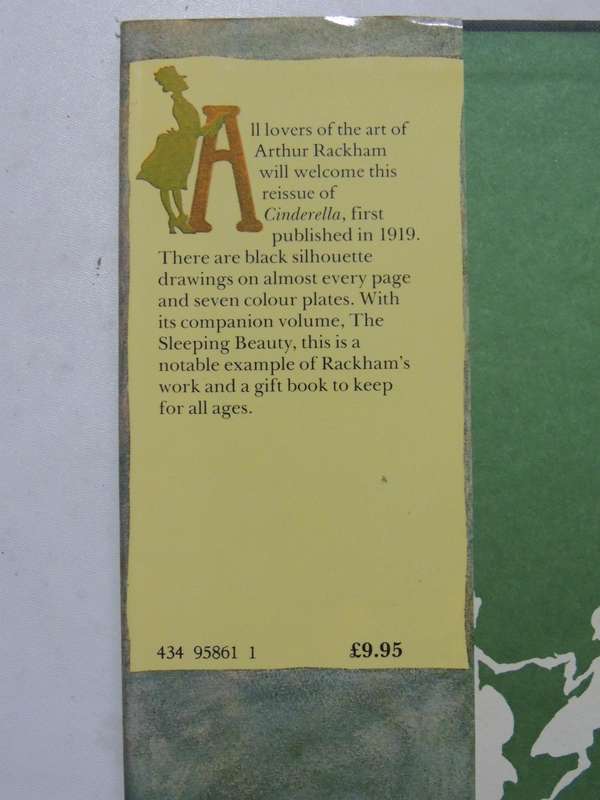 All lovers of the art of
Arthur Rackham
will welcome this
reissue of
Cinderella, first
published in 1919.
There are black silhouette
drawings on almost every page
and seven colour plates. With
its companion volume, The
Sleeping Beauty, this is a
notable example of Rackham's
work and a gift book to keep
for all ages.
434 95861 1 £9.95